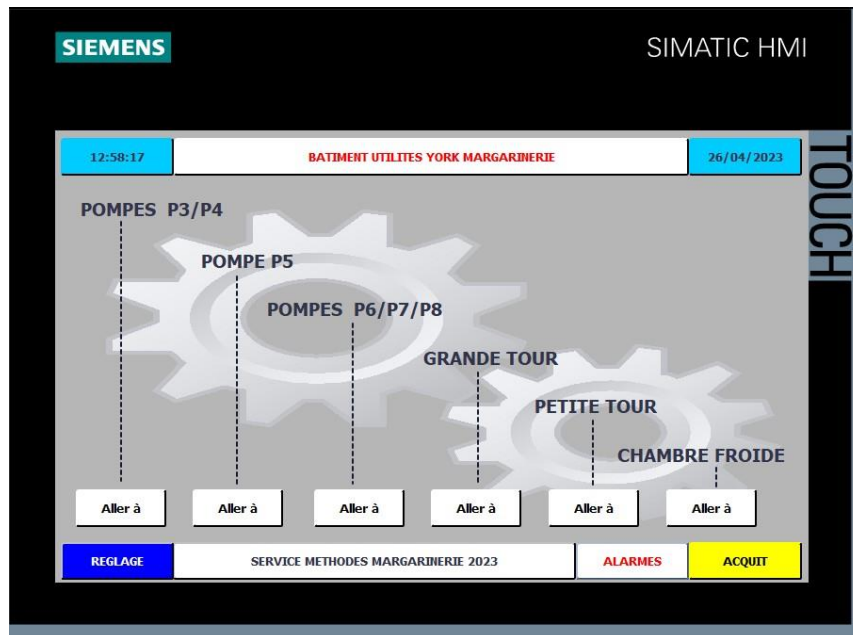 SIEMENS
SIMATIC HMI
TOUCH
12:58:17
BATIMENT UTILITES YORK MARGARINERIE
26/04/2023
POMPES P3/P4
POMPE P5
POMPES P6/P7/P8
GRANDE TOUR
PETITE TOUR
CHAMBRE FROIDE
Aller à
Aller à
Aller à
Aller à
Aller à
Aller à
REGLAGE
SERVICE METHODES MARGARINERIE 2023
ALARMES
ACQUIT